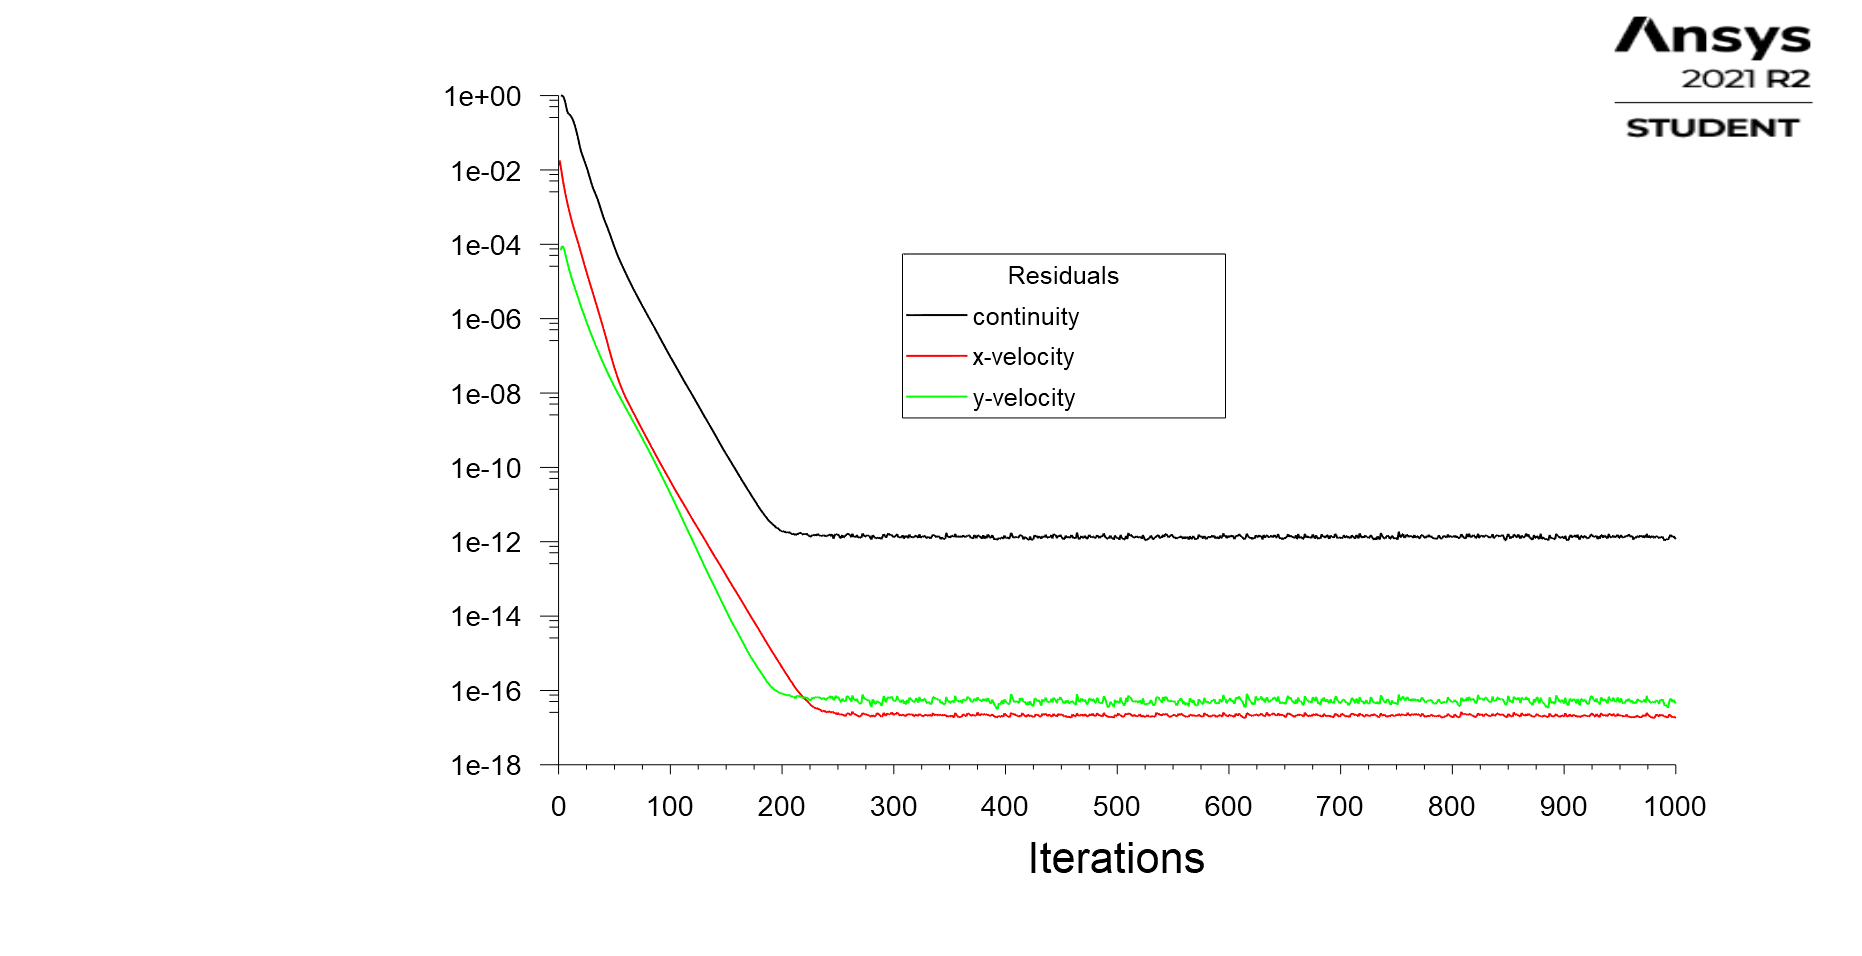 Ansys
2021 R2
STUDENT
1e+00
1e-02
1e-04
1e-06
1e-08
1e-10
1e-12
1e-14
1e-16
1e-18
Residuals
continuity
x-velocity
y-velocity
0 100 200 300 400 500 600 700 800 900 1000
Iterations